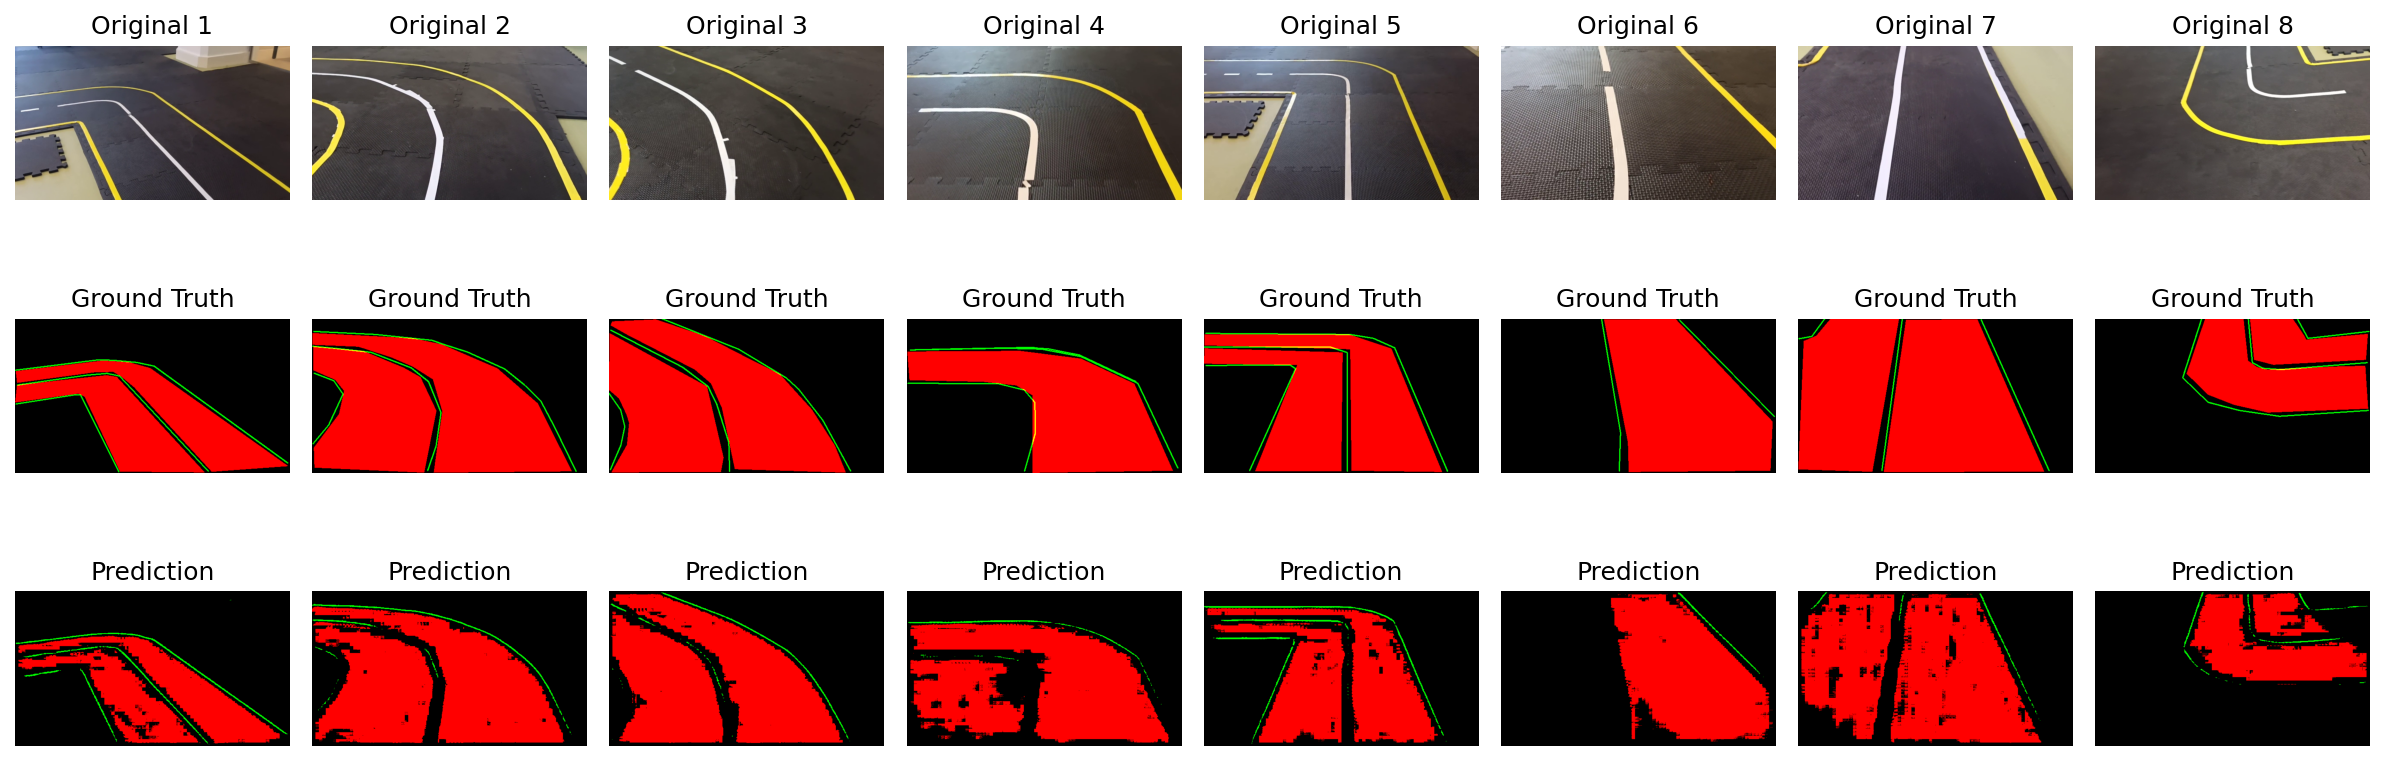 Original 1
Original 2
Original 3
Original 4
Original 5
Original 6
Original 7
Original 8
Ground Truth
Ground Truth
Ground Truth
Ground Truth
Ground Truth
Ground Truth
Ground Truth
Ground Truth
Prediction
Prediction
Prediction
Prediction
Prediction
Prediction
Prediction
Prediction